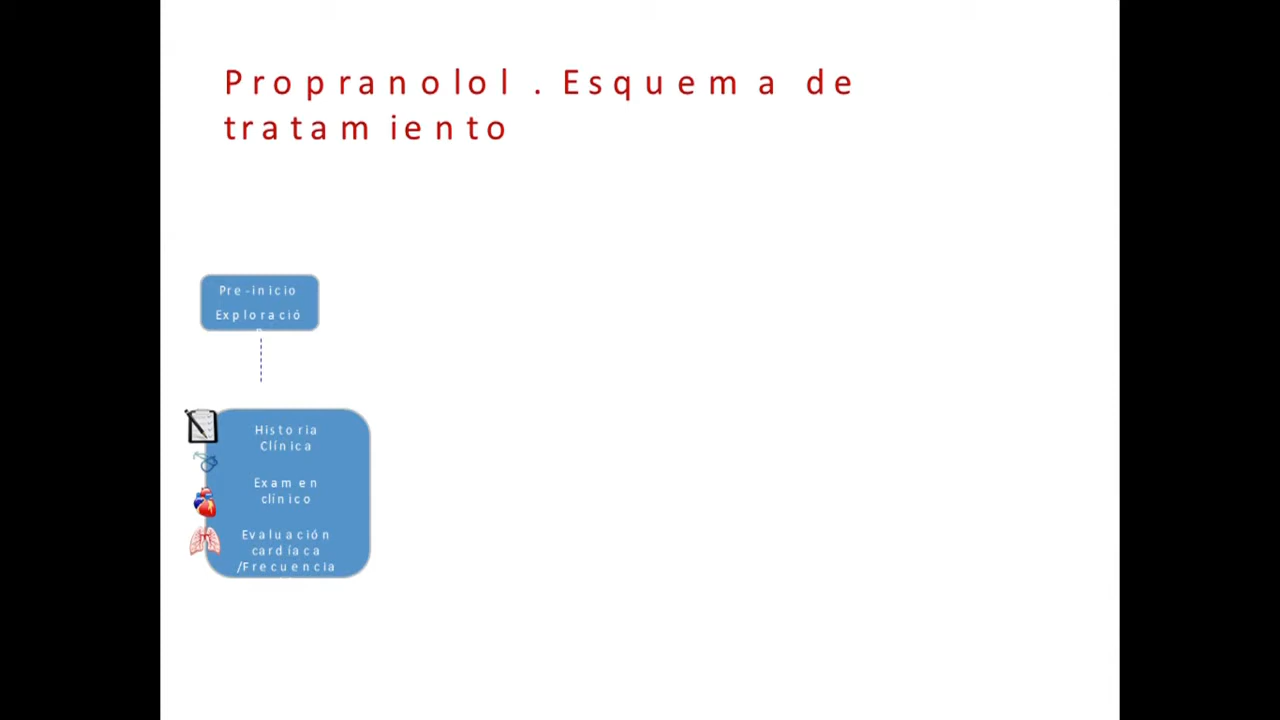 Propranolol . Esquema de
tratamiento
Pre-inicio
Exploració
Historia
Clínica
Examen
clínico
Evaluación
cardíaca
/Frecuencia